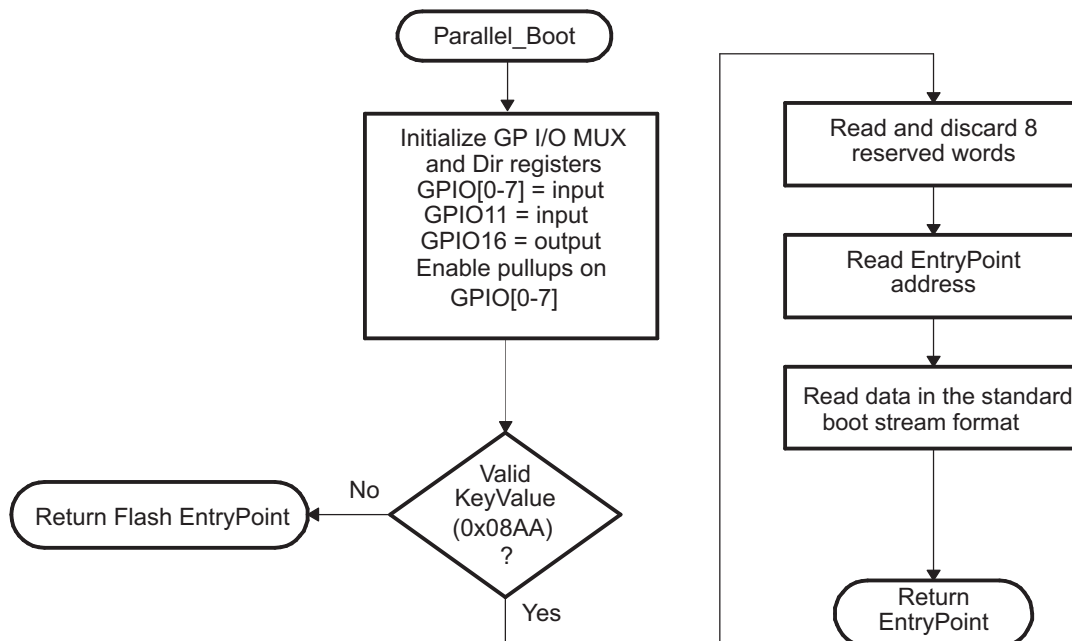 Parallel_Boot
Initialize GP I/O MUX
and Dir registers
GPIO[0-7] = input
GPIO11 = input
GPIO16 = output
Enable pullups on
GPIO[0-7]
Valid
KeyValue
(0x08AA)
?
No
Return Flash EntryPoint
Yes
Read and discard 8
reserved words
Read EntryPoint
address
Read data in the standard
boot stream format
Return
EntryPoint